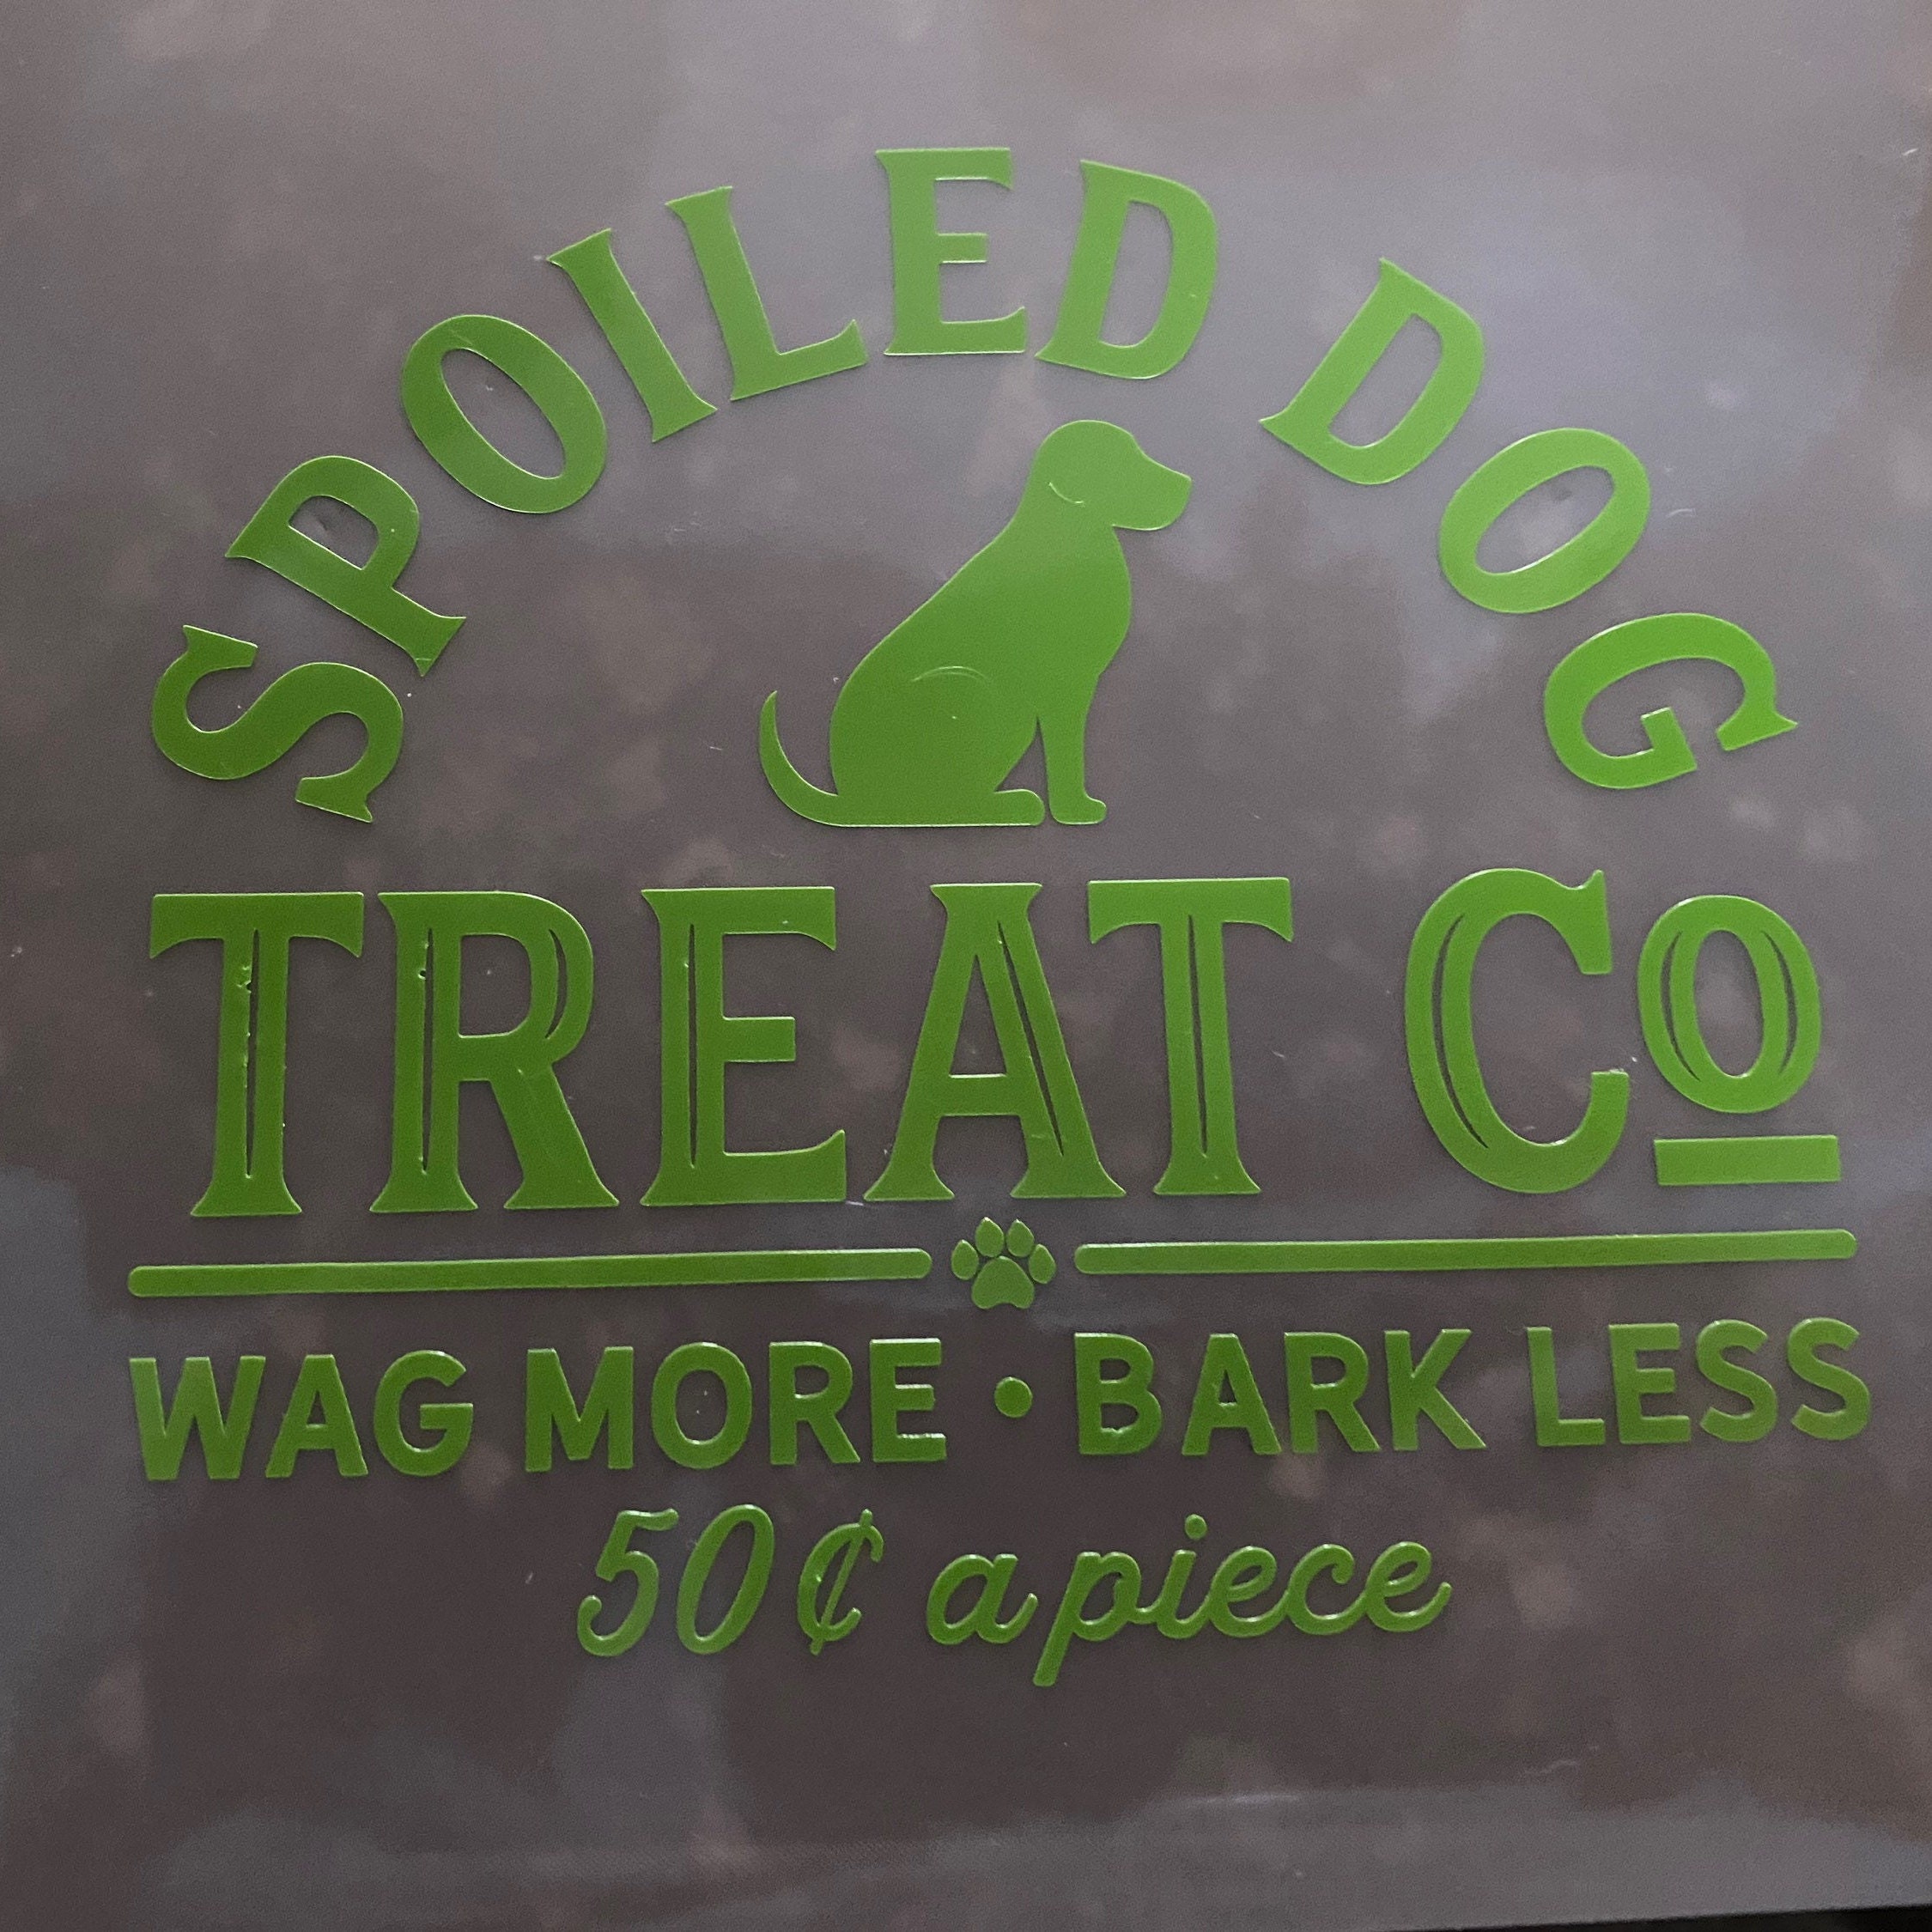 SPOILED DOG
TREAT Co
WAG MORE • BARK LESS
50¢ a piece